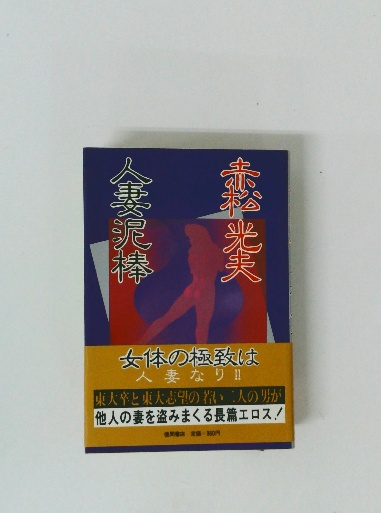 赤松光夫
人妻泥棒
女体の極致は
人妻なり!!
東大卒と東大志望の若い二人の男が
他人の妻を盗みまくる長篇エロス!